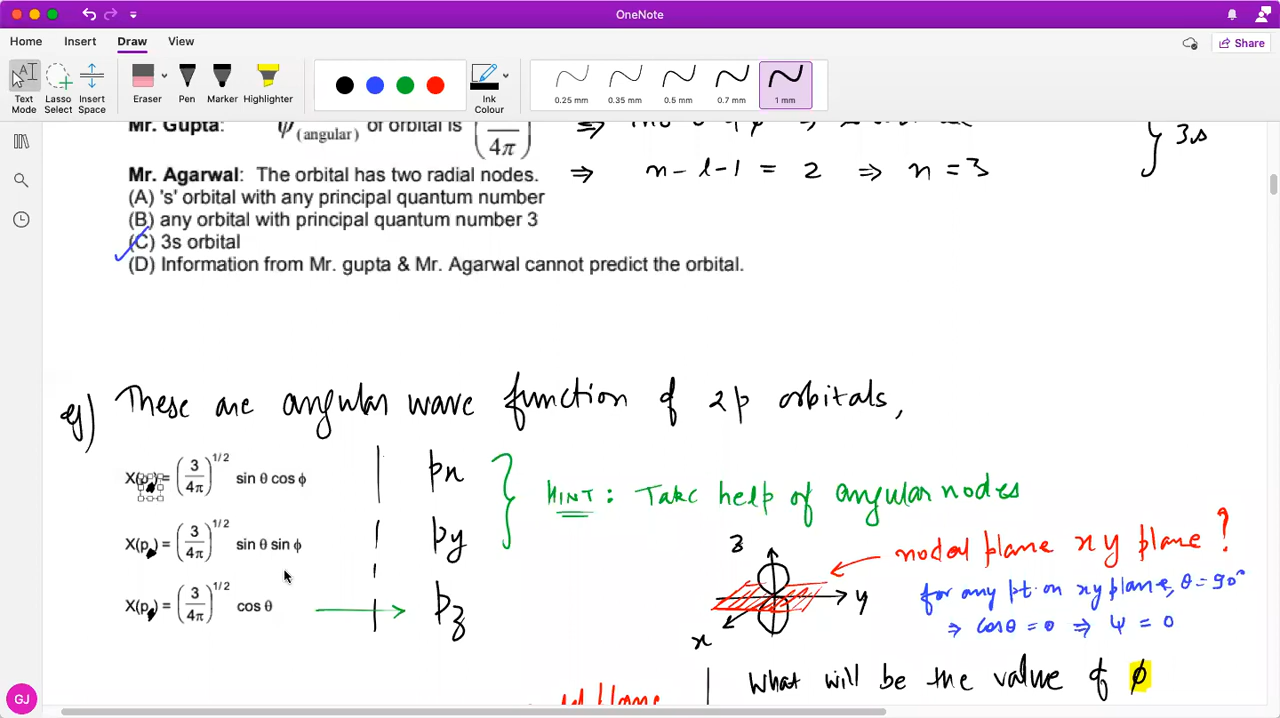 OneNote
Home Insert Draw View
Share
Text Mode
Lasso Select
Insert Space
Eraser
Pen
Marker
Highlighter
Ink Colour
0.25 mm
0.35 mm
0.5 mm
0.7 mm
1 mm
Mr. Gupta: ψ(angular) of orbital is 4π
} 3s
Mr. Agarwal: The orbital has two radial nodes. ⇒ n - l - 1 = 2 ⇒ n = 3
(A) 's' orbital with any principal quantum number
(B) any orbital with principal quantum number 3
(C) 3s orbital
(D) Information from Mr. gupta & Mr. Agarwal cannot predict the orbital.
eg) These are angular wave function of 2p orbitals,
X(p) = (3/4π)^1/2 sin θ cos ϕ | px
HINT : Take help of angular nodes
X(p) = (3/4π)^1/2 sin θ sin ϕ | py
X(p) = (3/4π)^1/2 cos θ → pz
z
y
x
nodal plane xy plane?
for any pt. on xy plane, θ = 90°
⇒ cosθ = 0 ⇒ ψ = 0
what will be the value of ϕ
plane
GJ